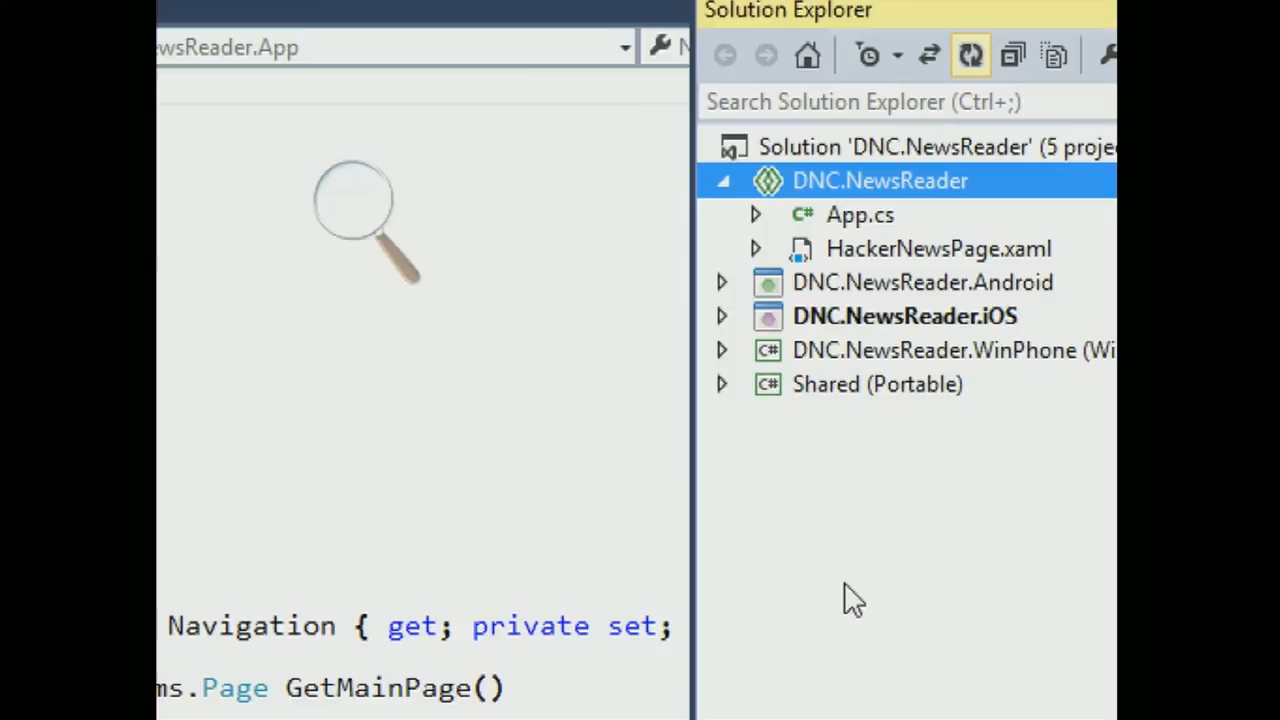 wsReader.App
N
Navigation { get; private set;
ms.Page GetMainPage()
Solution Explorer
Search Solution Explorer (Ctrl+;)
Solution 'DNC.NewsReader' (5 proje
DNC.NewsReader
C# App.cs
HackerNewsPage.xaml
DNC.NewsReader.Android
DNC.NewsReader.iOS
C# DNC.NewsReader.WinPhone (Wi
C# Shared (Portable)